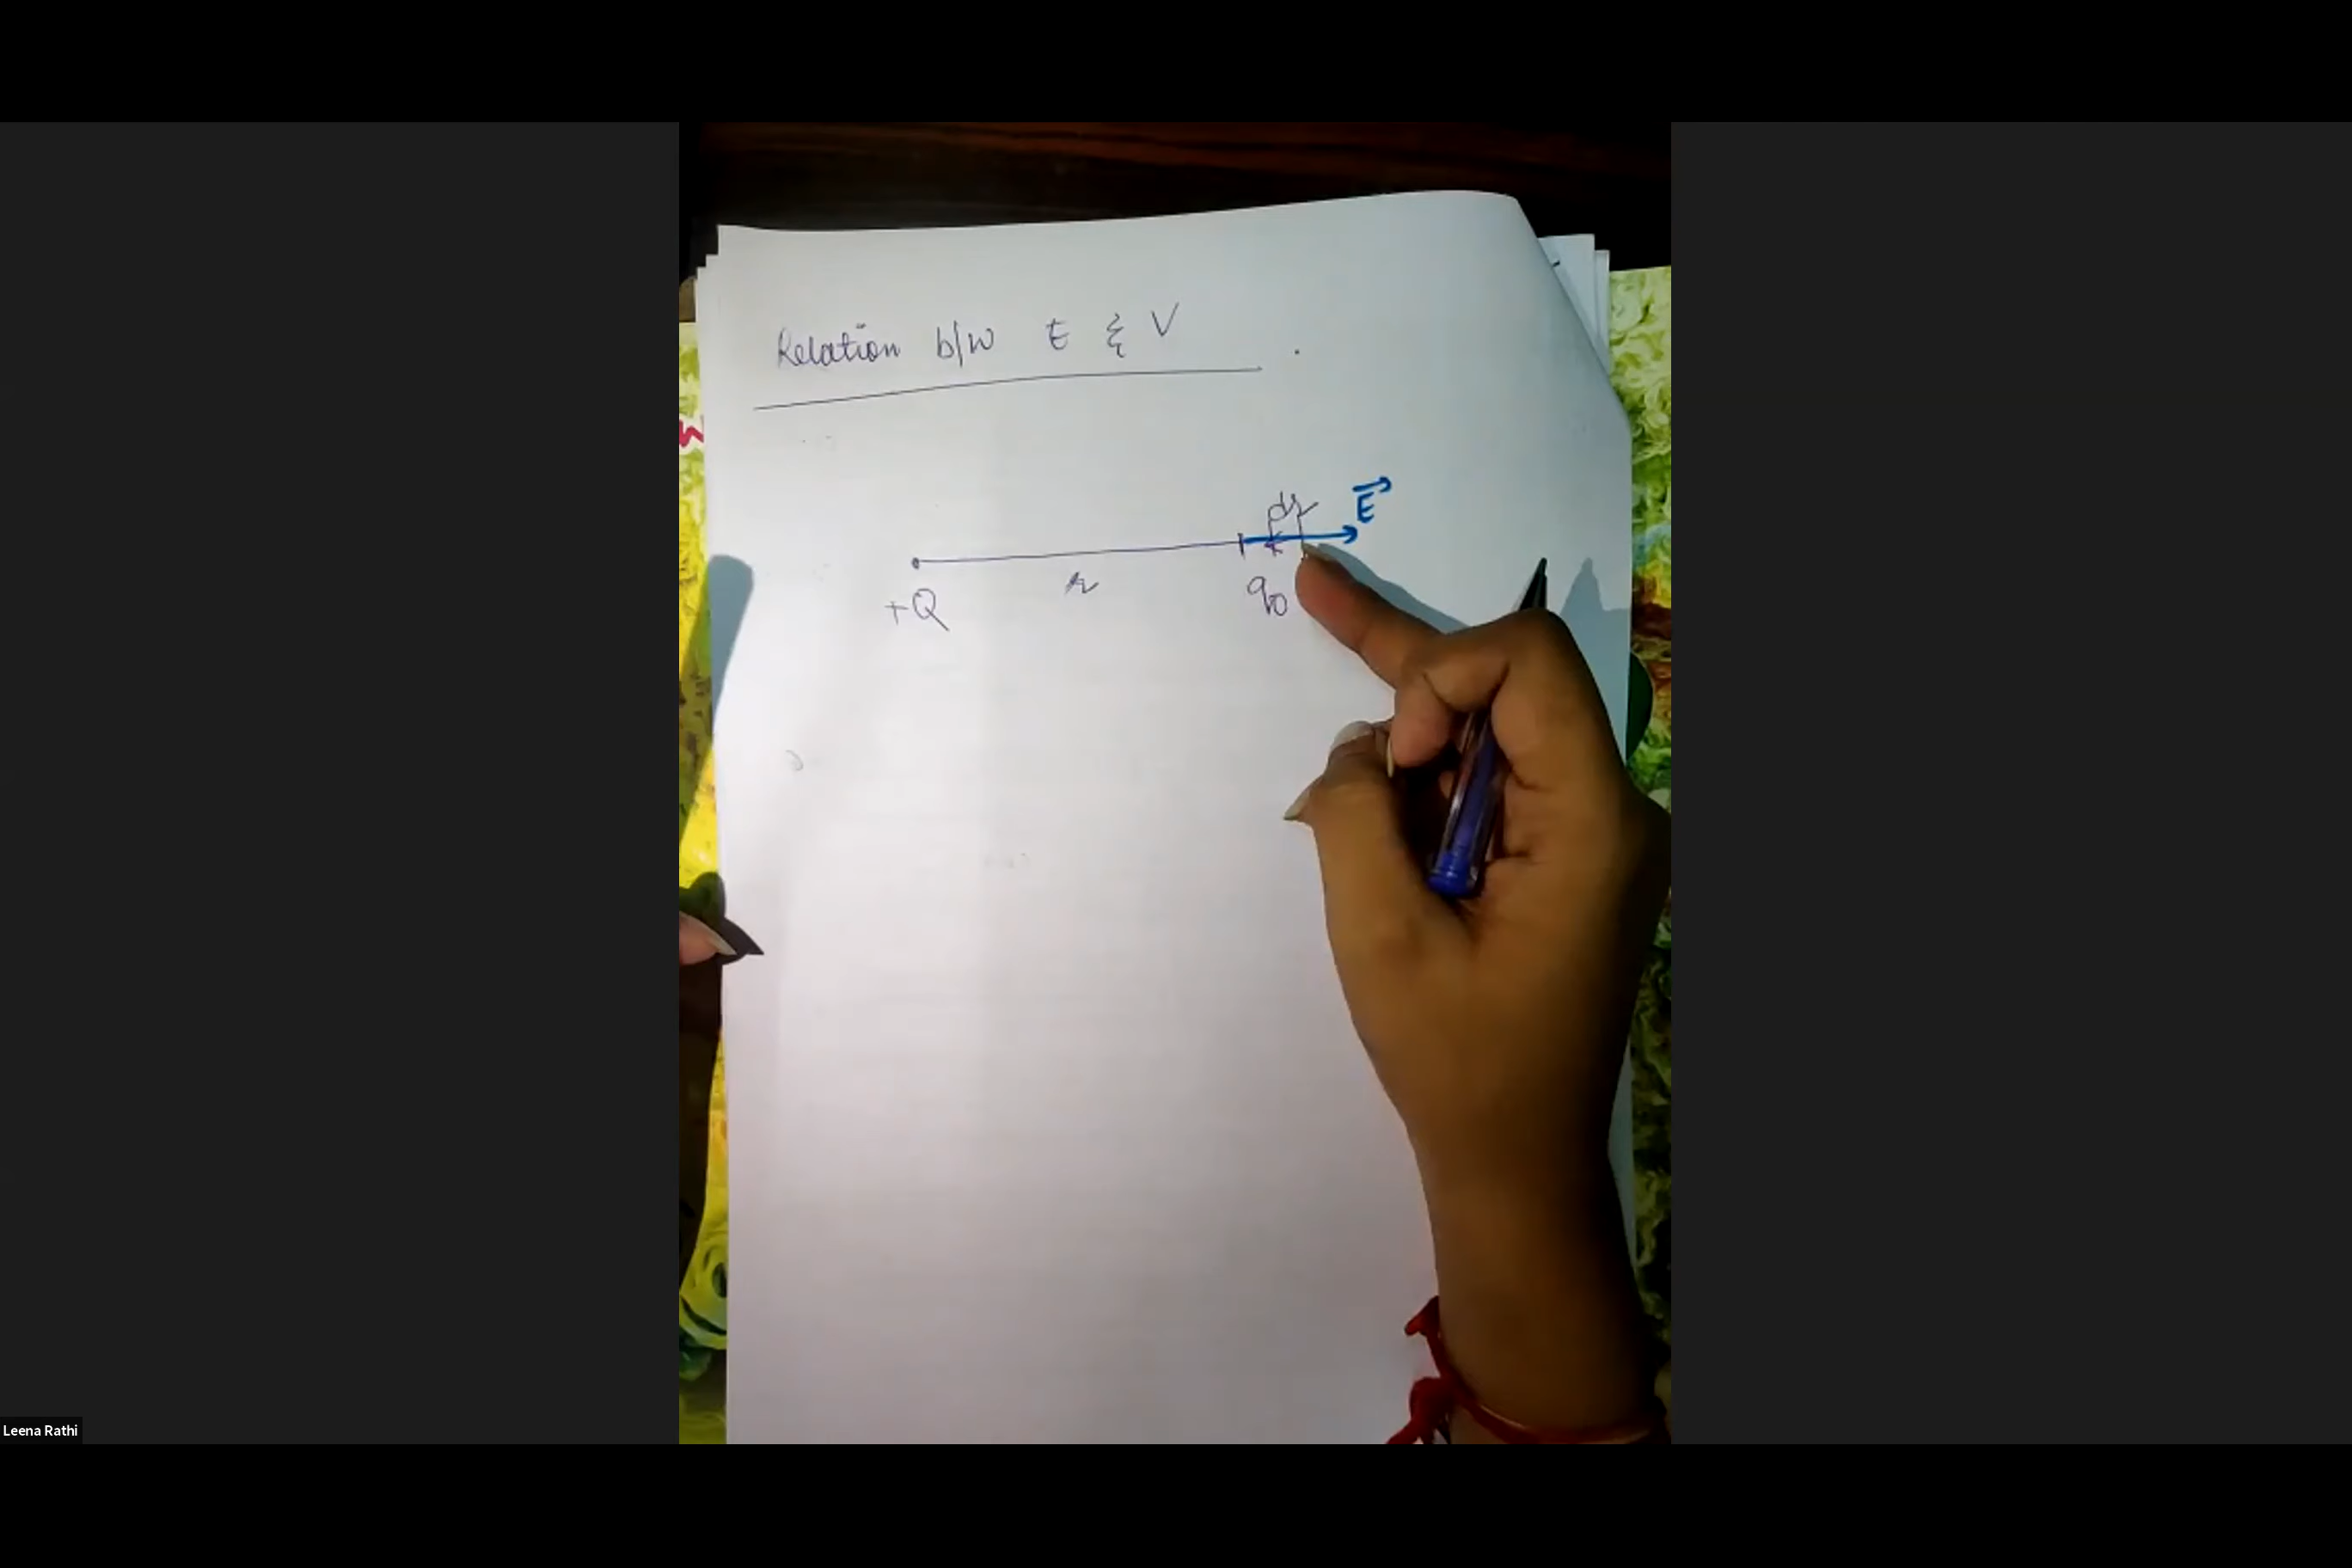 Relation b/w E & V
dr
E
r
+Q
q0
Leena Rathi